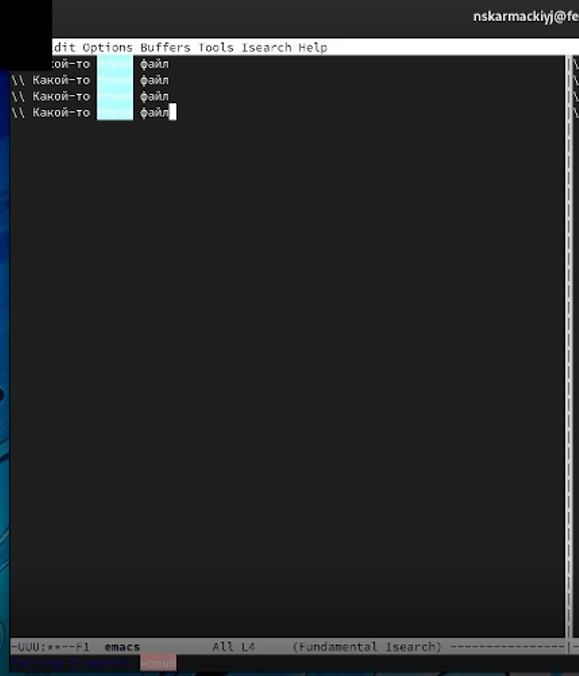 nskarmackiyj@fe
dit Options Buffers Tools Isearch Help
кой-то новый файл
\\ Какой-то новый файл
\\ Какой-то новый файл
\\ Какой-то новый файл
-UUU:**--F1 emacs All L4 (Fundamental Isearch) ----------------
новый